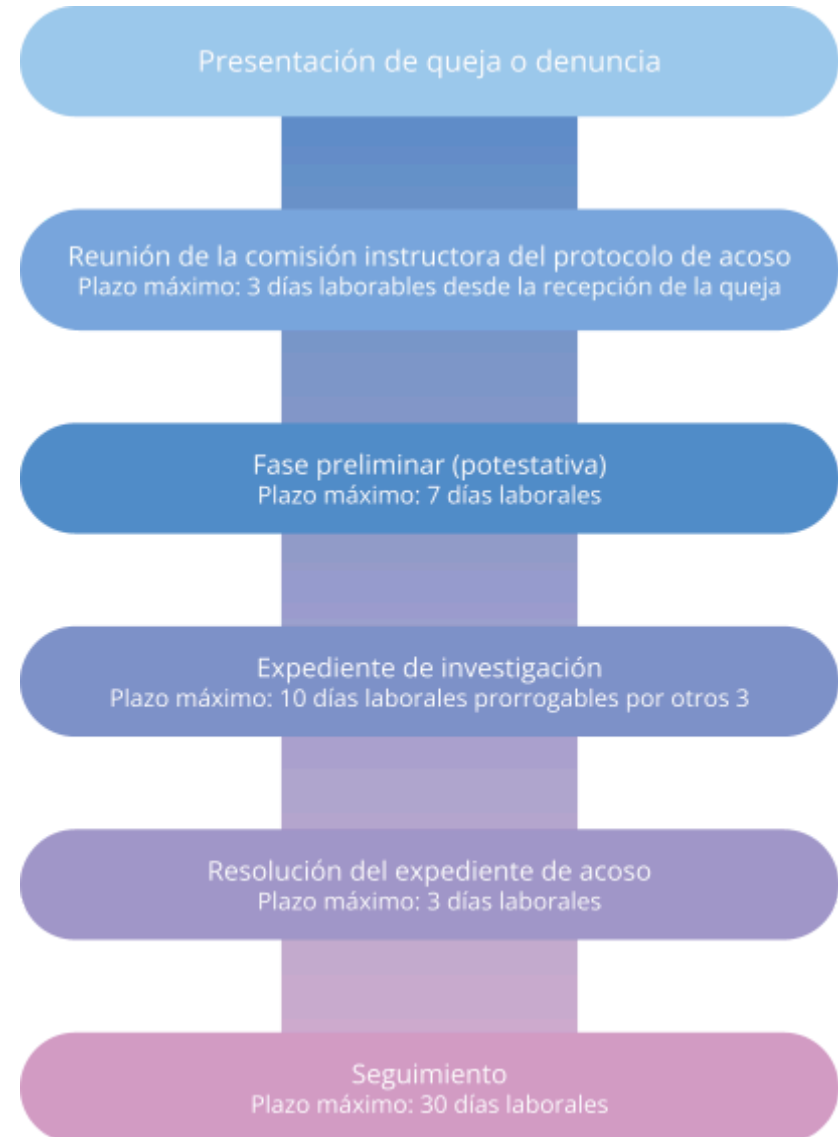 Presentación de queja o denuncia
Reunión de la comisión instructora del protocolo de acoso
Plazo máximo: 3 días laborables desde la recepción de la queja
Fase preliminar (potestativa)
Plazo máximo: 7 días laborales
Expediente de investigación
Plazo máximo: 10 días laborales prorrogables por otros 3
Resolución del expediente de acoso
Plazo máximo: 3 días laborales
Seguimiento
Plazo máximo: 30 días laborales